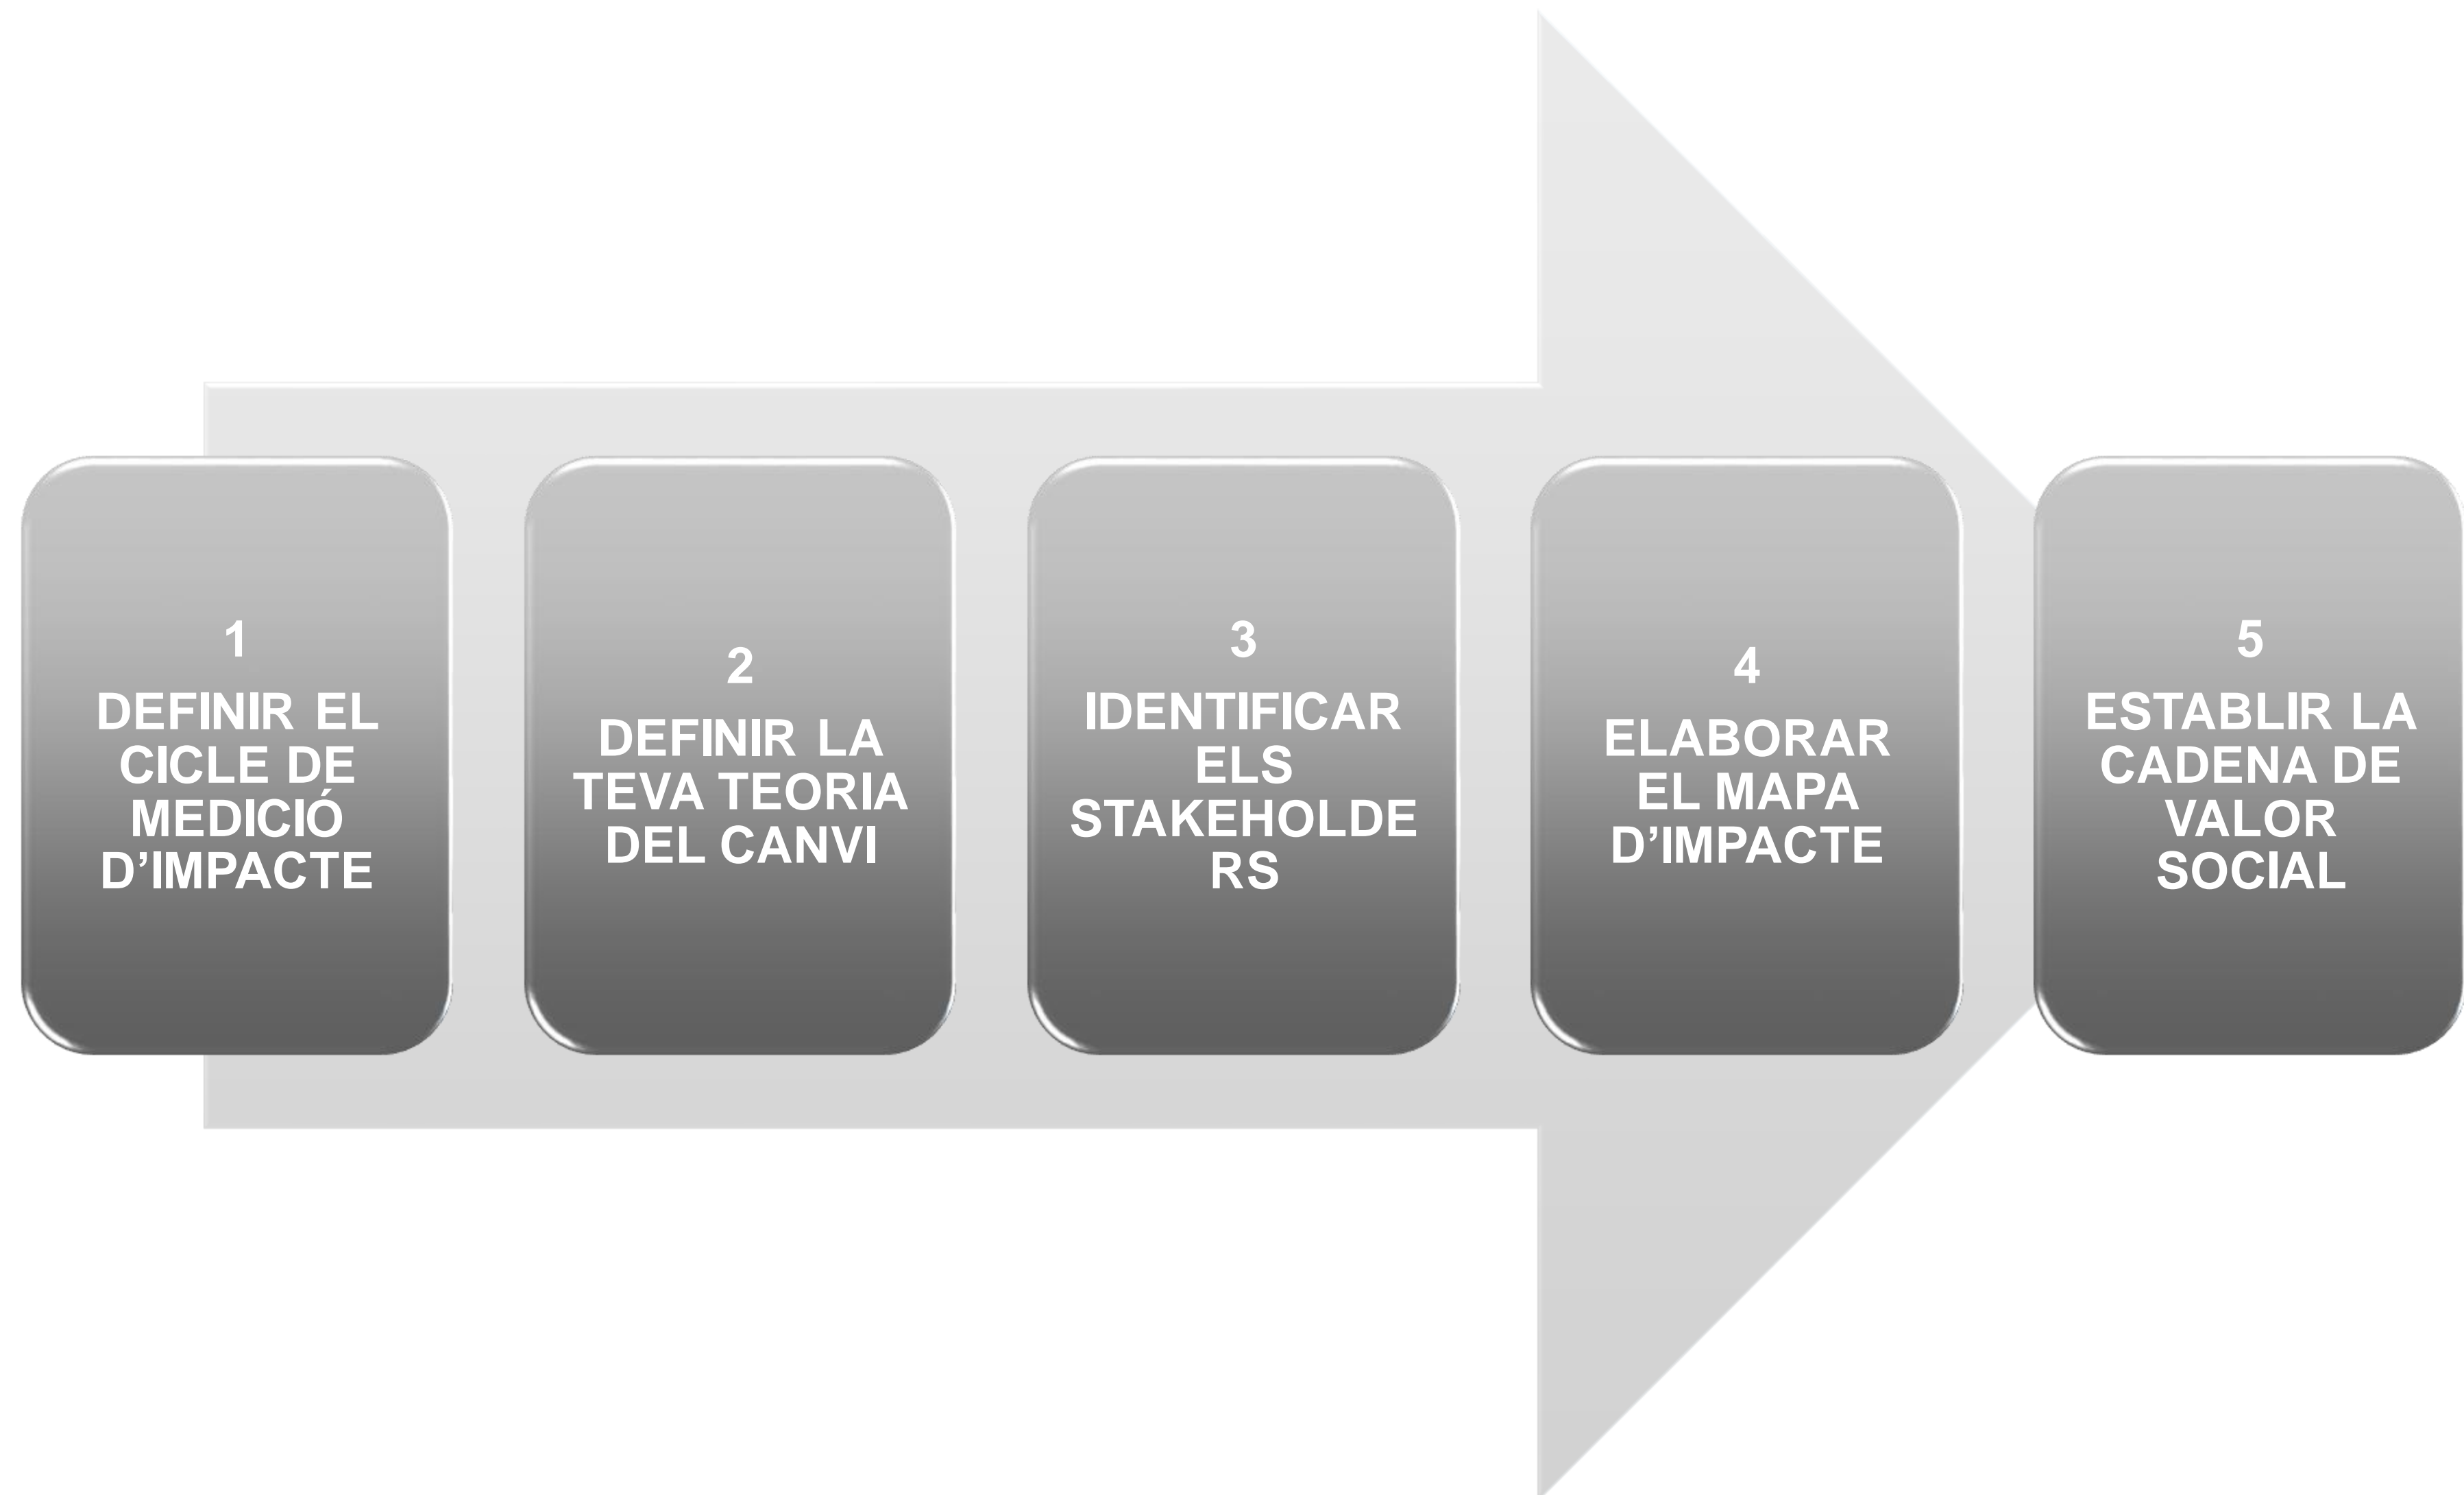 1
DEFINIR EL
CICLE DE
MEDICIÓ
D’IMPACTE
2
DEFINIR LA
TEVA TEORIA
DEL CANVI
3
IDENTIFICAR
ELS
STAKEHOLDE
RS
4
ELABORAR
EL MAPA
D’IMPACTE
5
ESTABLIR LA
CADENA DE
VALOR
SOCIAL